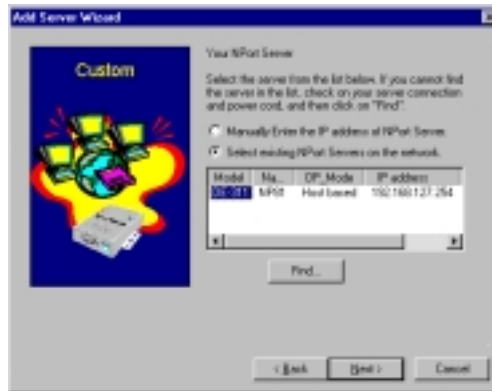 Add Server Wizard
Custom
Your NPort Server
Select the server from the list below. If you cannot find
the server in the list, check on your server connection
and power cord, and then click on "Find".
Manually Enter the IP address of NPort Server.
Select existing NPort Servers on the network.
Model Na... OP_Mode IP address
NP81 Host based 192.168.127.254
Find...
< Back Next > Cancel